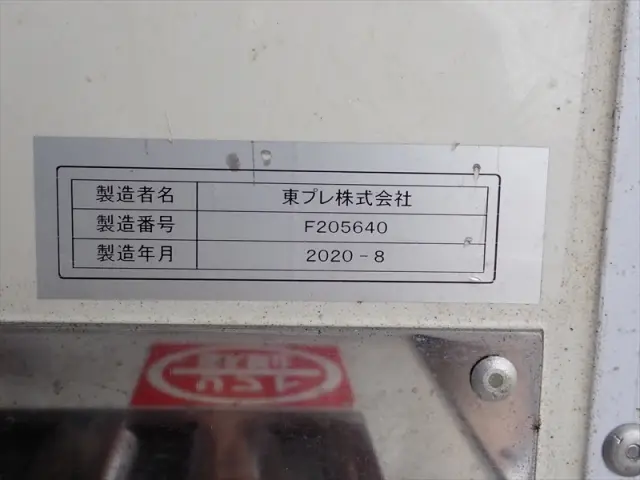 製造者名 東プレ株式会社
製造番号 F205640
製造年月 2020-8